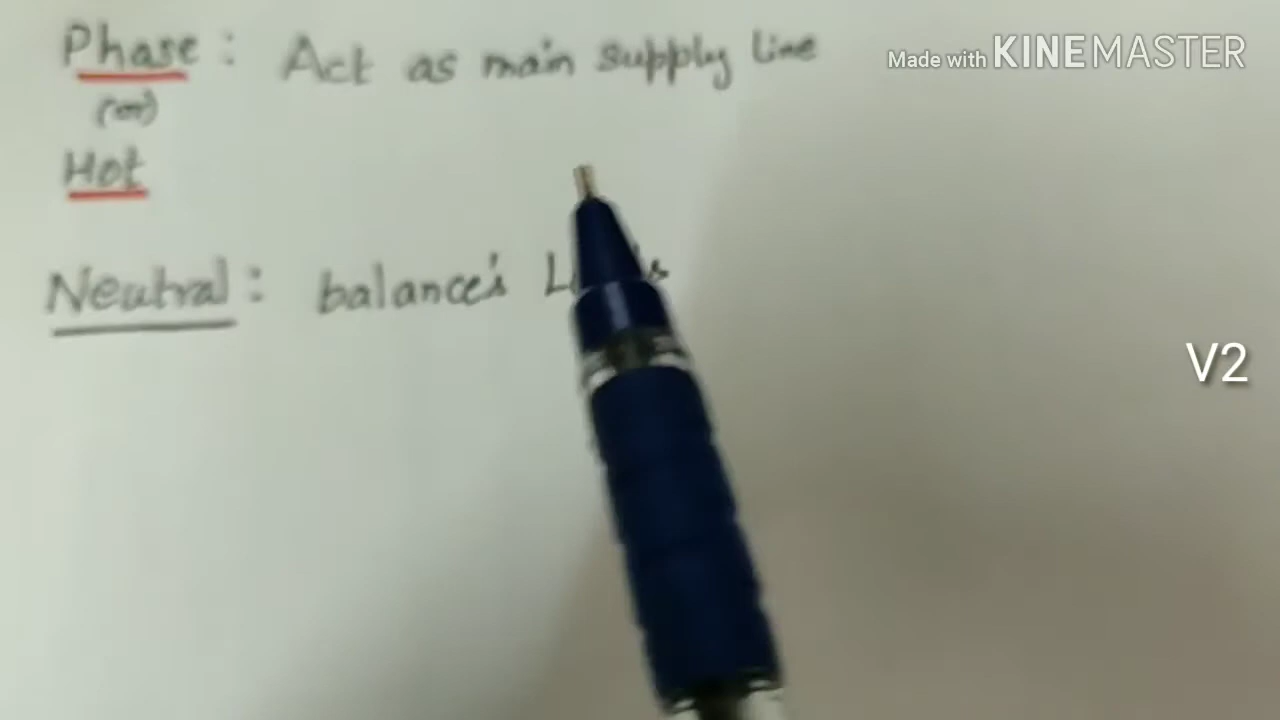 Phase : Act as main supply line
(or)
Hot
Neutral : balance's
Made with KINEMASTER
V2